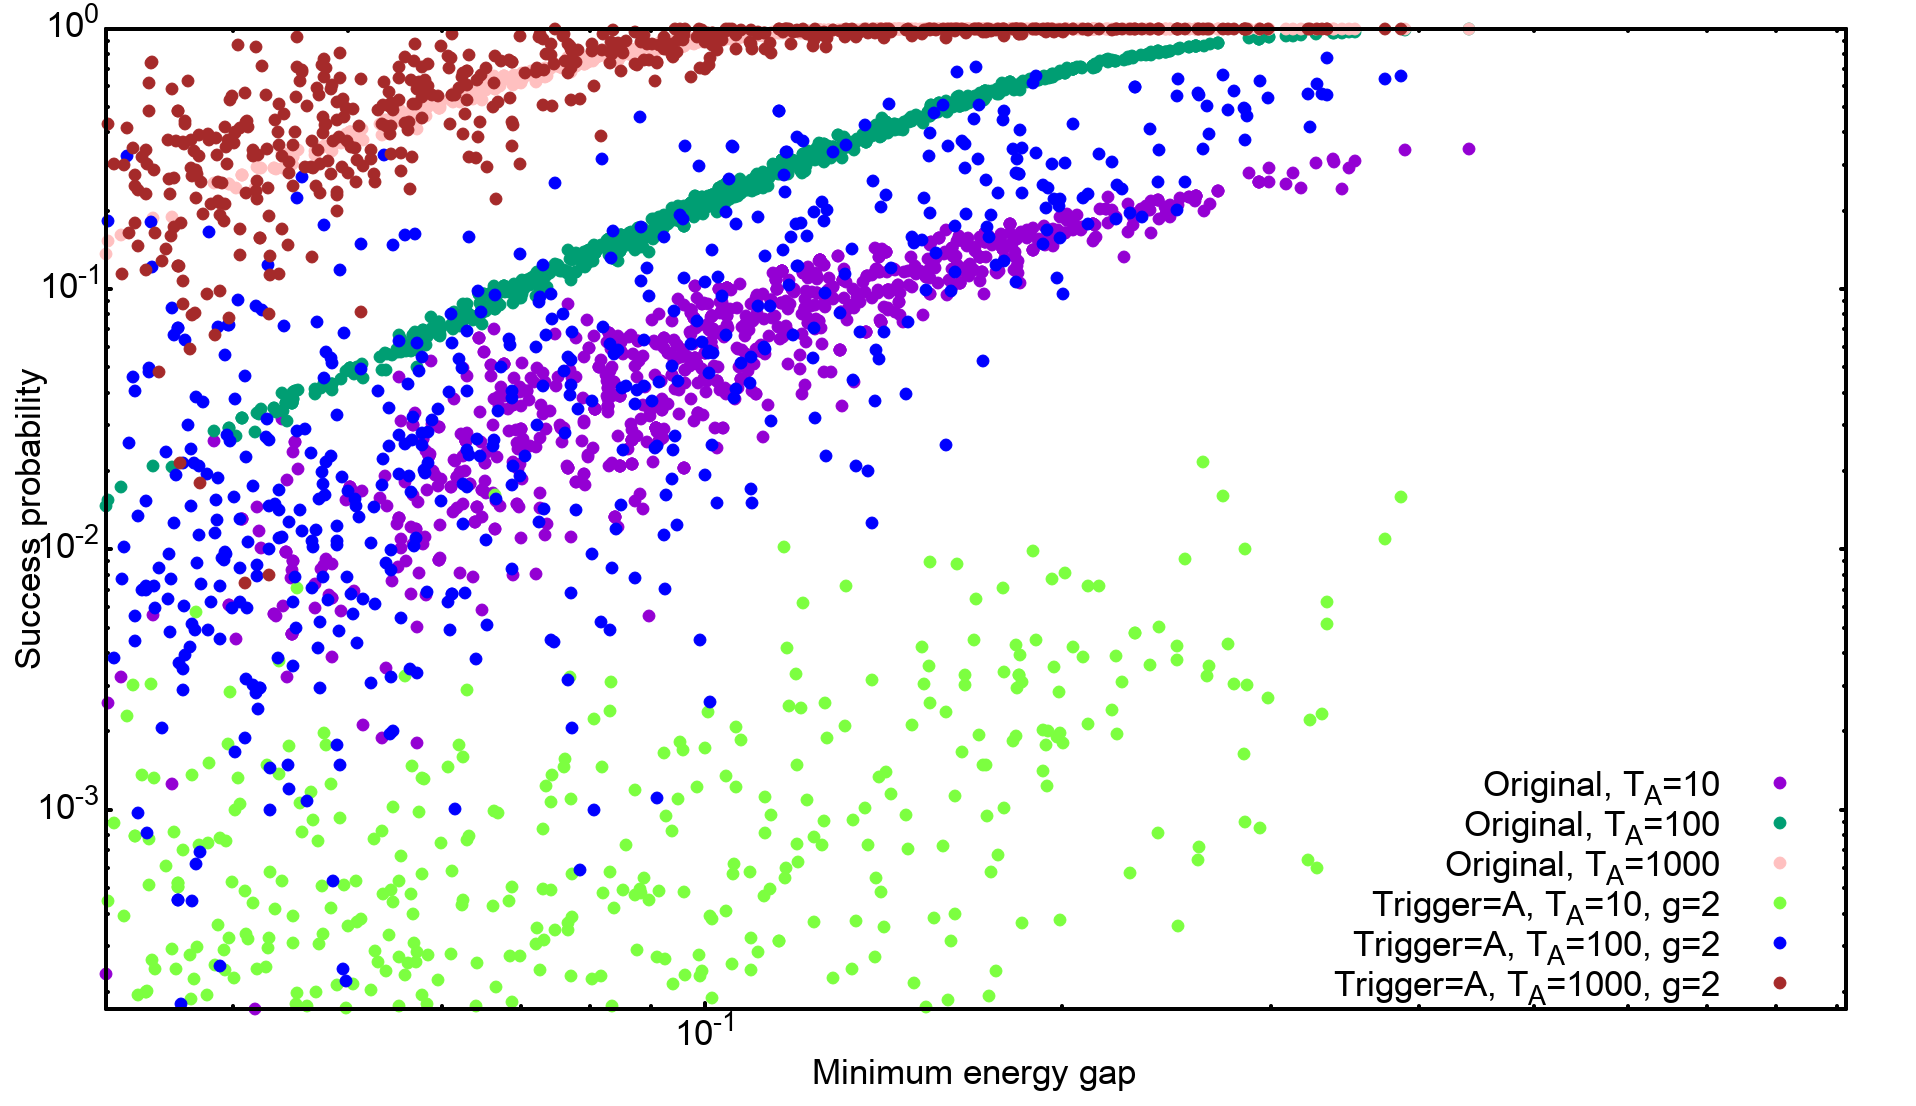 10^0
10^-1
10^-2
10^-3
Success probability
10^-1
Minimum energy gap
Original, T_A=10
Original, T_A=100
Original, T_A=1000
Trigger=A, T_A=10, g=2
Trigger=A, T_A=100, g=2
Trigger=A, T_A=1000, g=2